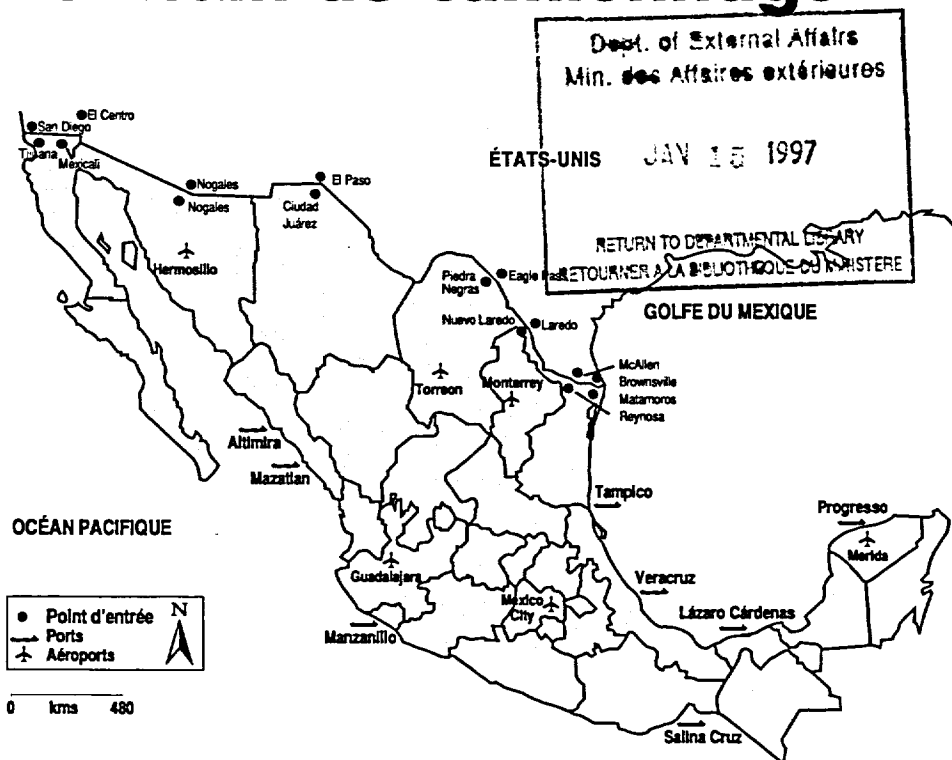 Dept. of External Affairs
Min. des Affaires extérieures
JAN 15 1997
RETURN TO DEPARTMENTAL LIBRARY
RETOURNER A LA BIBLIOTHEQUE DU MINISTERE
ÉTATS-UNIS
El Centro
San Diego
Tijuana
Mexicali
Nogales
Nogales
El Paso
Ciudad
Juárez
Hermosillo
Piedra
Negras
Eagle Pass
GOLFE DU MEXIQUE
Nuevo Laredo
Laredo
McAllen
Brownsville
Matamoros
Reynosa
Torreon
Monterrey
Altimira
Mazatlan
Tampico
OCÉAN PACIFIQUE
Progresso
Merida
Guadalajara
Veracruz
Mexico
City
Lázaro Cárdenas
Manzanillo
Salina Cruz
Point d'entrée
Ports
Aéroports
N
0 kms 480